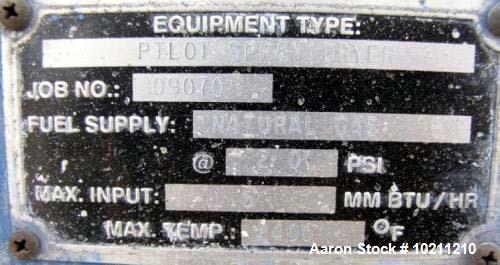 EQUIPMENT TYPE:
PILOT SPRAY DRYER
JOB NO.: 09070
FUEL SUPPLY: NATURAL GAS
@ PSI
MAX. INPUT: MM BTU/HR
MAX. TEMP. °F
Aaron Stock # 10211210